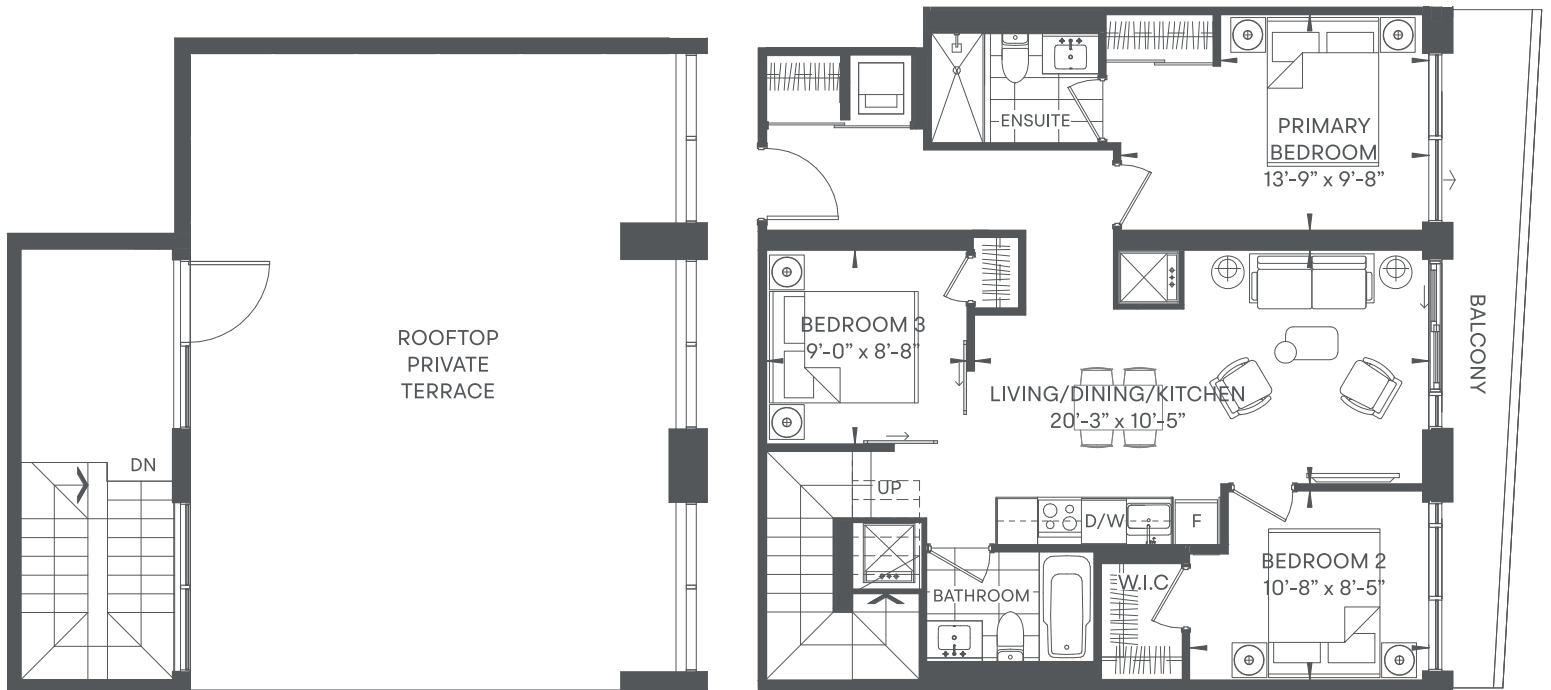 ROOFTOP
PRIVATE
TERRACE
DN
ENSUITE
PRIMARY
BEDROOM
13’-9” x 9’-8”
BEDROOM 3
9’-0” x 8’-8”
LIVING/DINING/KITCHEN
20’-3” x 10’-5”
BALCONY
UP
D/W
F
BATHROOM
W.I.C
BEDROOM 2
10’-8” x 8’-5”